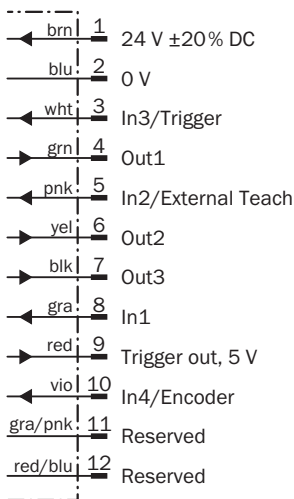 brn 1 24 V ±20% DC
blu 2 0 V
wht 3 In3/Trigger
grn 4 Out1
pnk 5 In2/External Teach
yel 6 Out2
blk 7 Out3
gra 8 In1
red 9 Trigger out, 5 V
vio 10 In4/Encoder
gra/pnk 11 Reserved
red/blu 12 Reserved